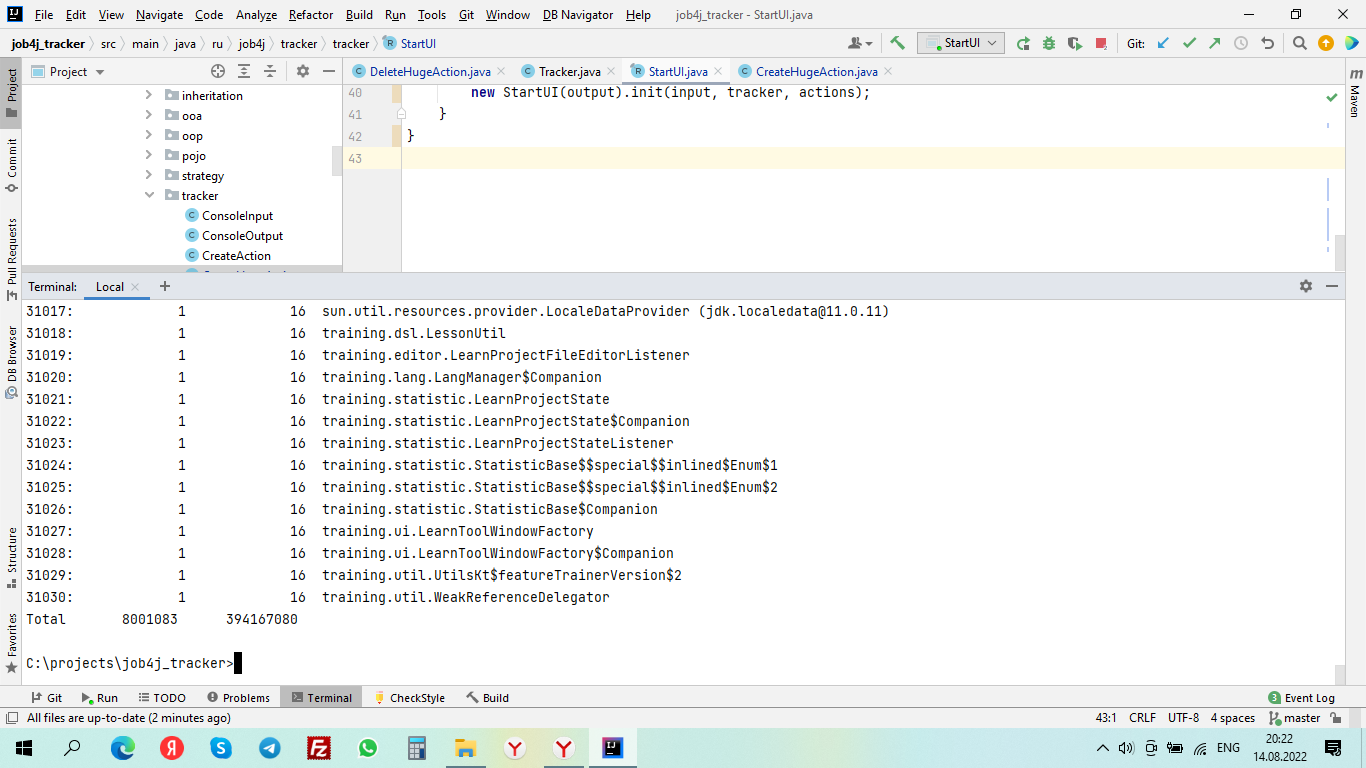 File Edit View Navigate Code Analyze Refactor Build Run Tools Git Window DB Navigator Help job4j_tracker - StartUI.java
job4j_tracker src main java ru job4j tracker tracker StartUI StartUI Git:
Project DeleteHugeAction.java Tracker.java StartUI.java CreateHugeAction.java
Project
Commit
Pull Requests
DB Browser
Structure
Favorites
Maven
inheritation
ooa
oop
pojo
strategy
tracker
ConsoleInput
ConsoleOutput
CreateAction
40 new StartUI(output).init(input, tracker, actions);
41 }
42 }
43
Terminal: Local
31017: 1 16 sun.util.resources.provider.LocaleDataProvider (jdk.localedata@11.0.11)
31018: 1 16 training.dsl.LessonUtil
31019: 1 16 training.editor.LearnProjectFileEditorListener
31020: 1 16 training.lang.LangManager$Companion
31021: 1 16 training.statistic.LearnProjectState
31022: 1 16 training.statistic.LearnProjectState$Companion
31023: 1 16 training.statistic.LearnProjectStateListener
31024: 1 16 training.statistic.StatisticBase$$special$$inlined$Enum$1
31025: 1 16 training.statistic.StatisticBase$$special$$inlined$Enum$2
31026: 1 16 training.statistic.StatisticBase$Companion
31027: 1 16 training.ui.LearnToolWindowFactory
31028: 1 16 training.ui.LearnToolWindowFactory$Companion
31029: 1 16 training.util.UtilsKt$featureTrainerVersion$2
31030: 1 16 training.util.WeakReferenceDelegator
Total 8001083 394167080
C:\projects\job4j_tracker>
Git Run TODO Problems Terminal CheckStyle Build 3 Event Log
All files are up-to-date (2 minutes ago) 43:1 CRLF UTF-8 4 spaces master
ENG
20:22
14.08.2022